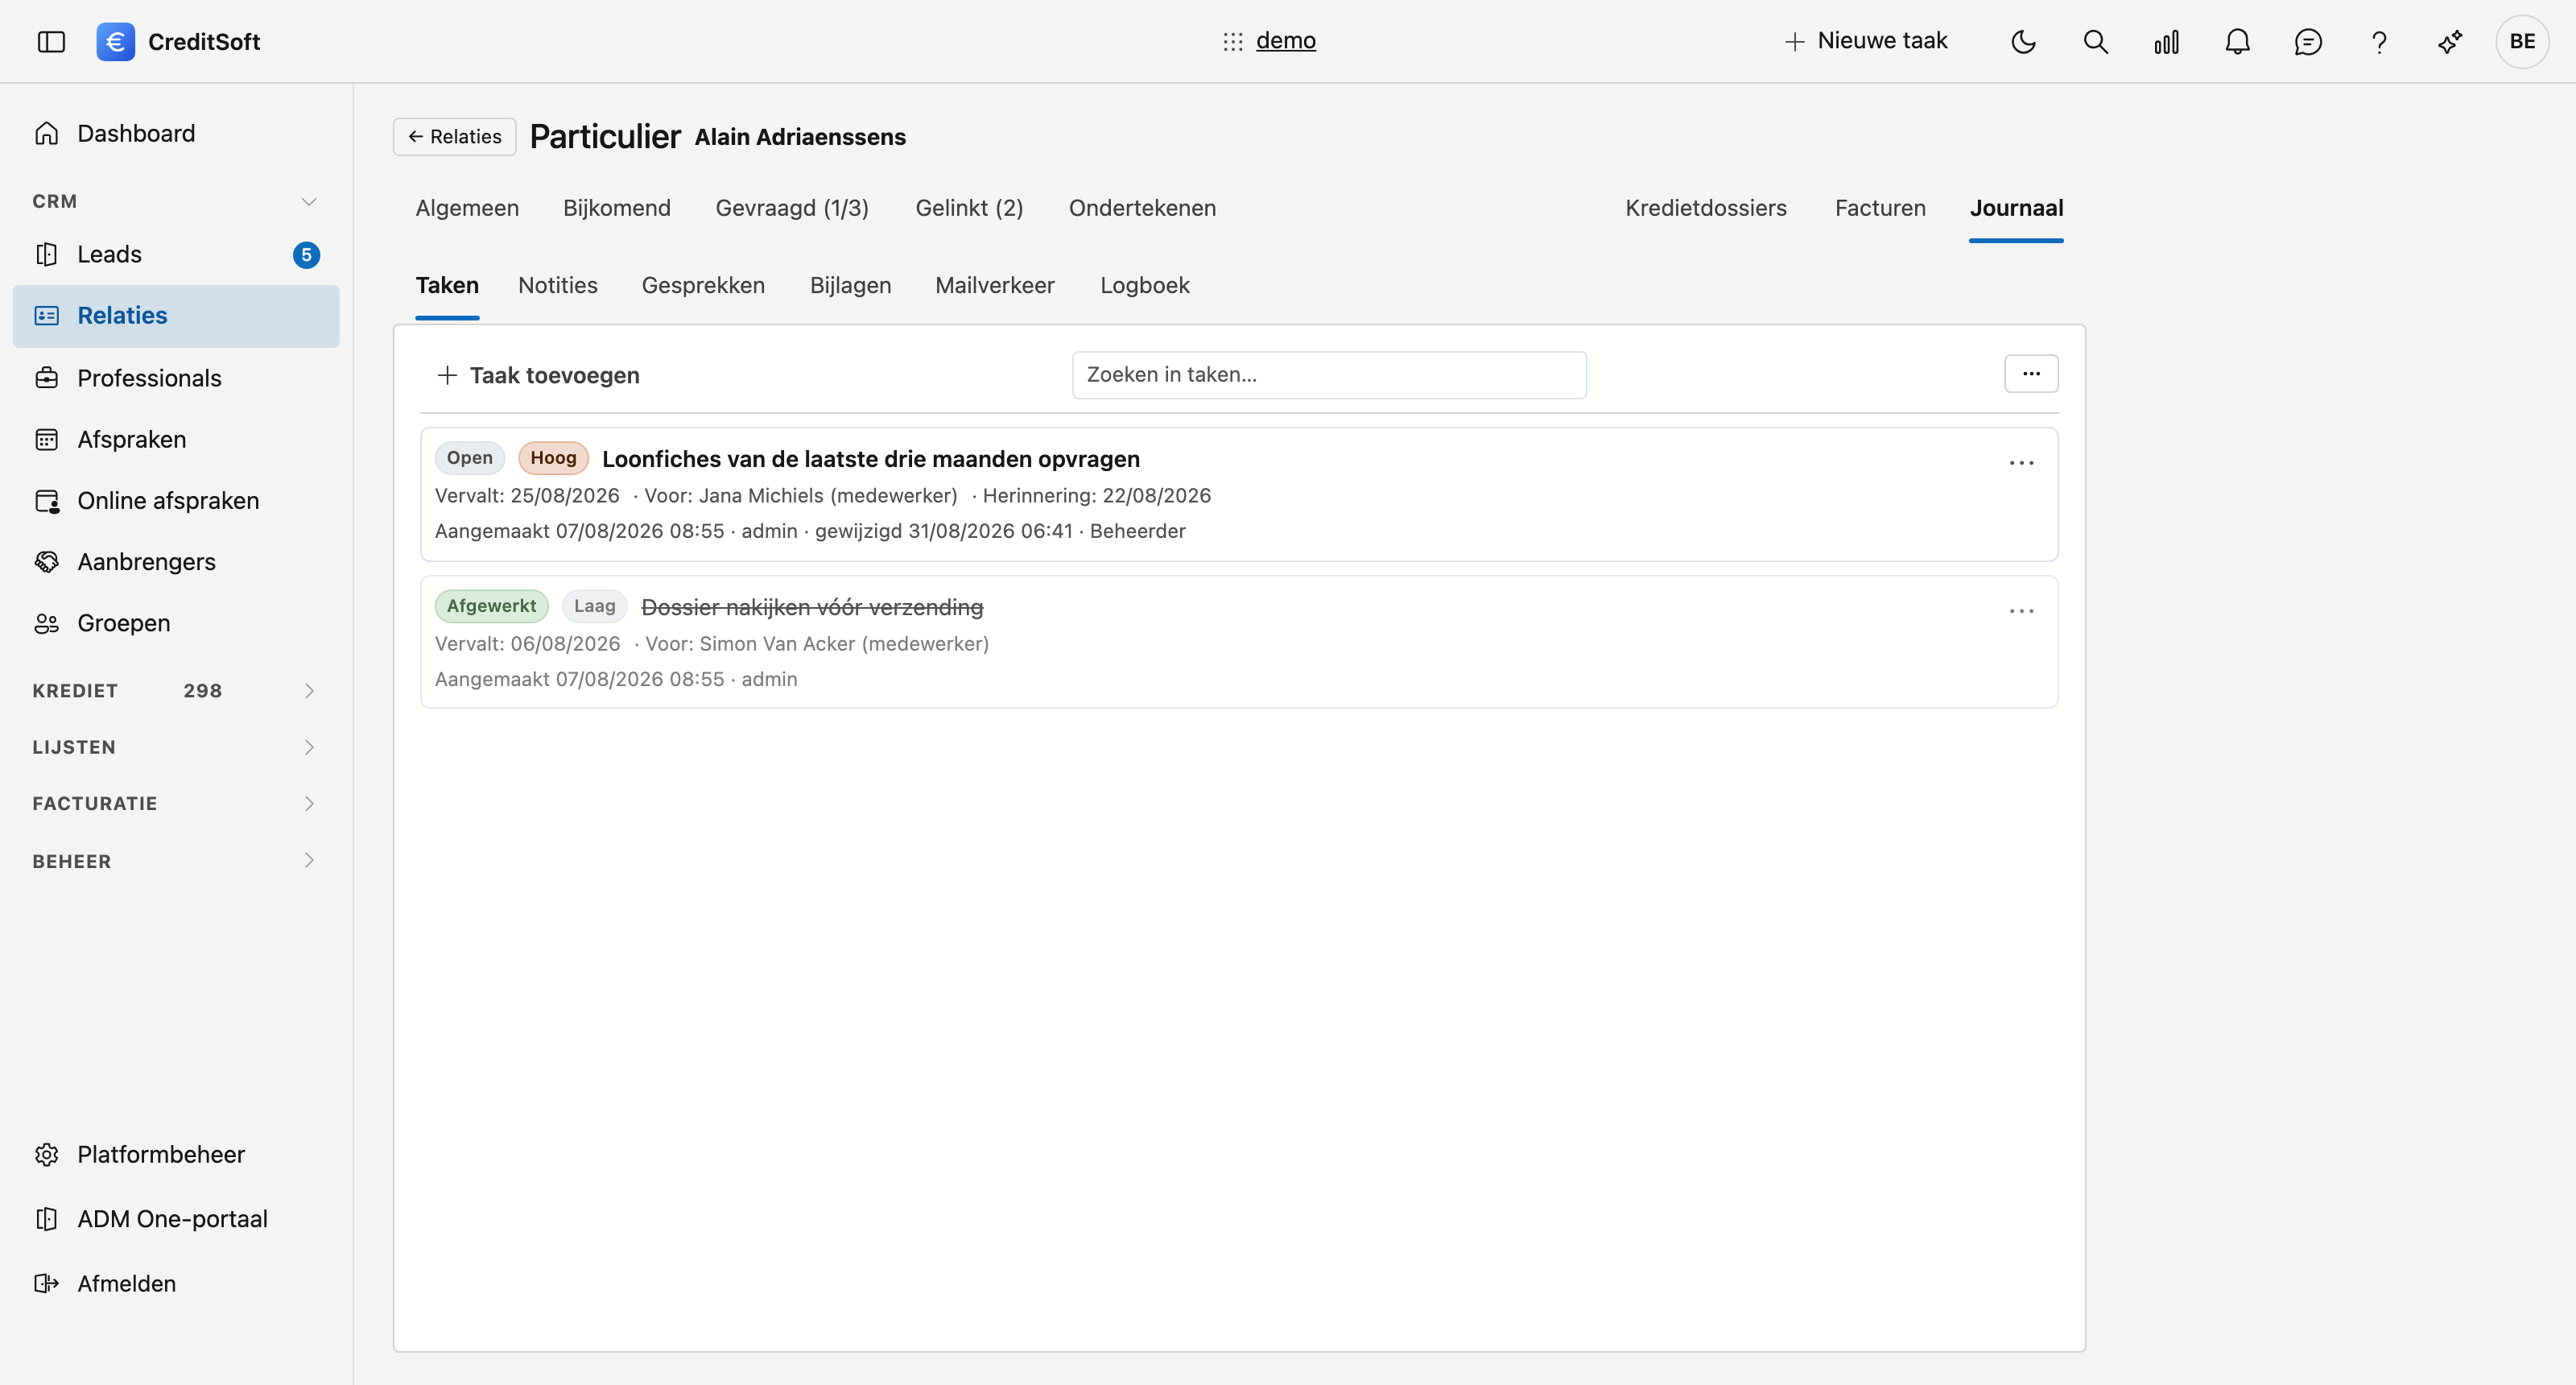 CreditSoft
demo
Nieuwe taak
BE
Dashboard
CRM
Leads 5
Relaties
Professionals
Afspraken
Online afspraken
Aanbrengers
Groepen
KREDIET 298
LIJSTEN
FACTURATIE
BEHEER
Platformbeheer
ADM One-portaal
Afmelden
← Relaties Particulier Alain Adriaenssens
Algemeen Bijkomend Gevraagd (1/3) Gelinkt (2) Ondertekenen Kredietdossiers Facturen Journaal
Taken Notities Gesprekken Bijlagen Mailverkeer Logboek
+ Taak toevoegen Zoeken in taken... ...
Open Hoog Loonfiches van de laatste drie maanden opvragen ...
Vervalt: 25/08/2026 · Voor: Jana Michiels (medewerker) · Herinnering: 22/08/2026
Aangemaakt 07/08/2026 08:55 · admin · gewijzigd 31/08/2026 06:41 · Beheerder
Afgewerkt Laag Dossier nakijken vóór verzending ...
Vervalt: 06/08/2026 · Voor: Simon Van Acker (medewerker)
Aangemaakt 07/08/2026 08:55 · admin